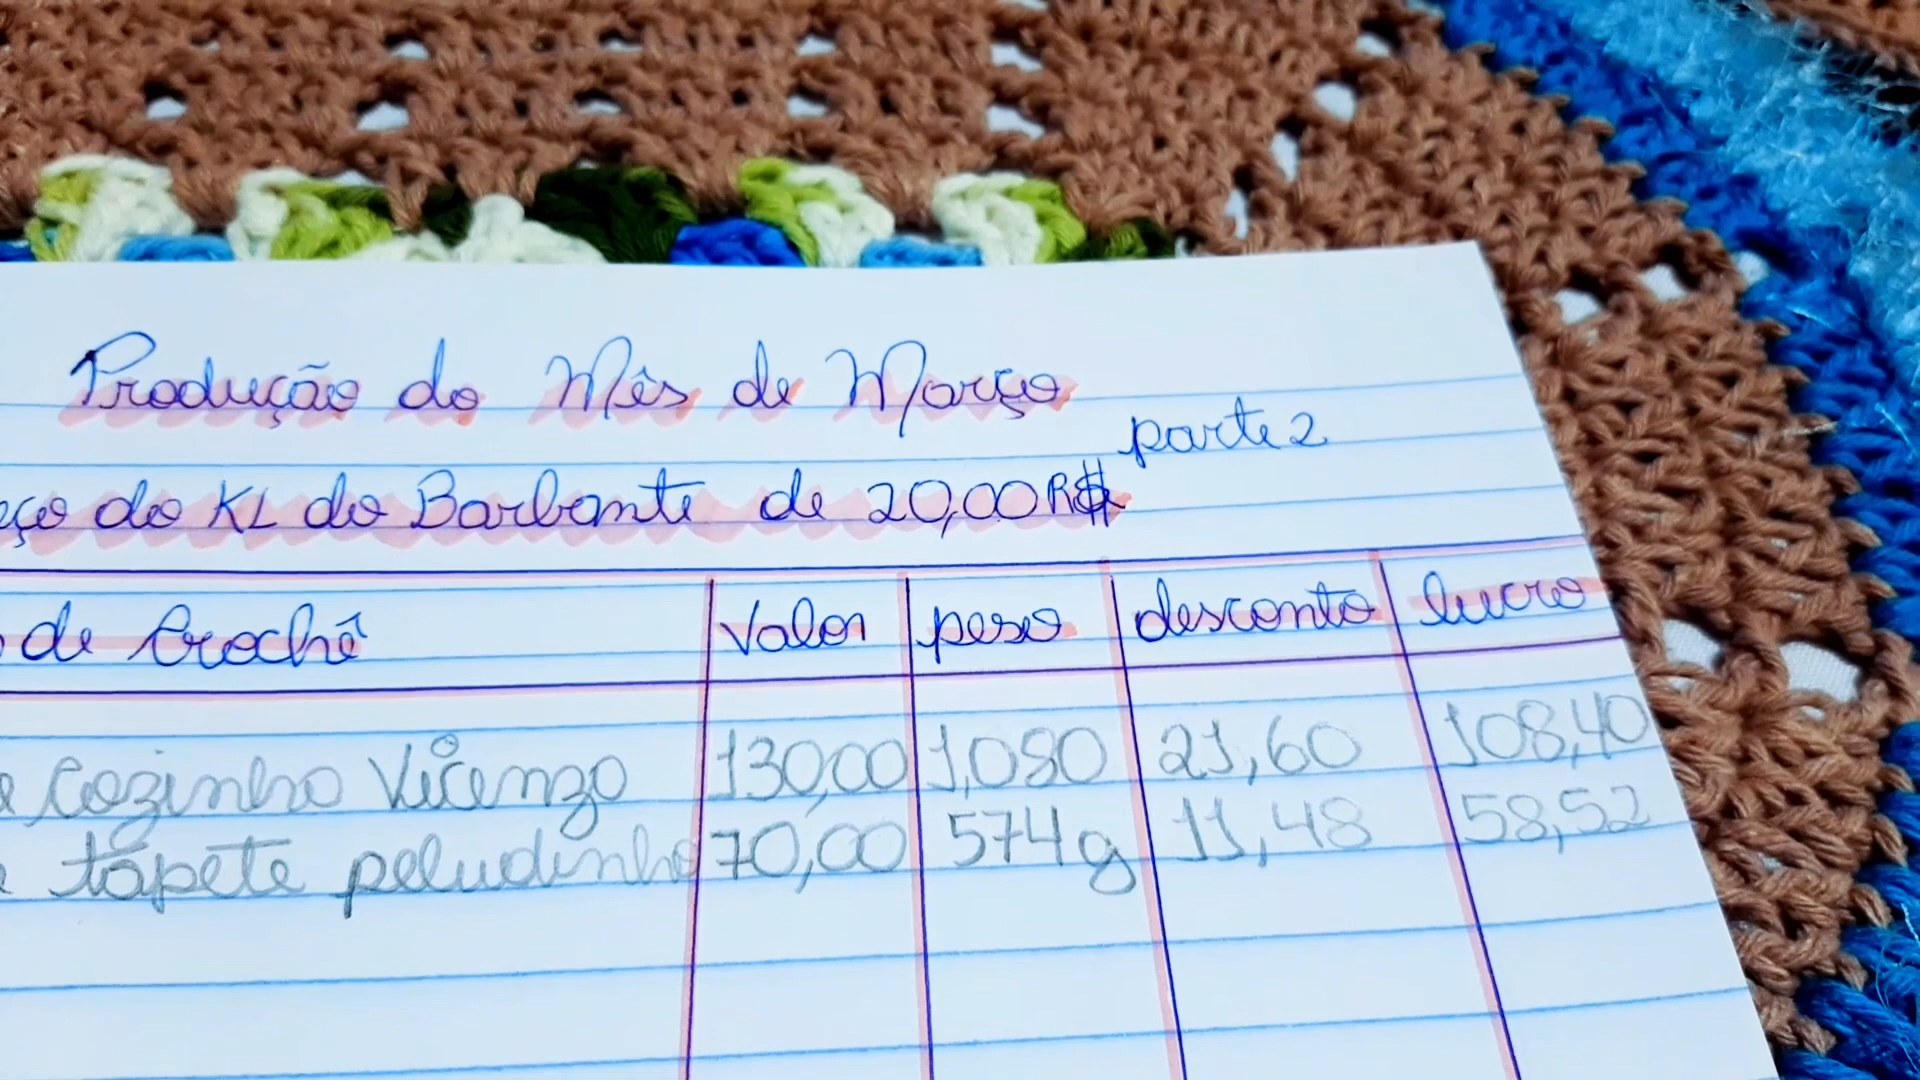 Produção do Mês de Março
parte 2
eço do KL do Barbante de 20,00R$
de Crochê Valor peso desconto lucro
e Cozinha Vicenzo 130,00 1,080 21,60 108,40
tapete peludinho 70,00 574g 11,48 58,52